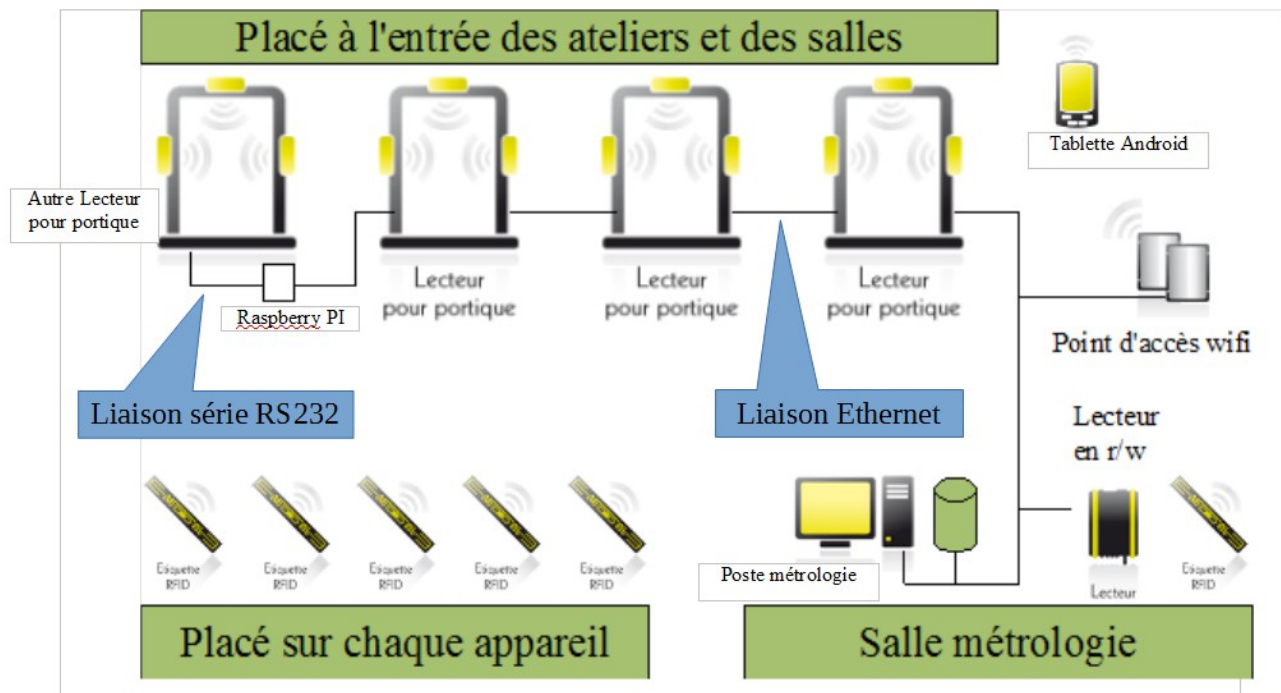 Placé à l'entrée des ateliers et des salles
Tablette Android
Autre Lecteur
pour portique
Raspberry PI
Lecteur
pour portique
Lecteur
pour portique
Lecteur
pour portique
Point d'accès wifi
Liaison série RS232
Liaison Ethernet
Lecteur
en r/w
Etiquette
RFID
Etiquette
RFID
Etiquette
RFID
Etiquette
RFID
Etiquette
RFID
Poste métrologie
Lecteur
Etiquette
RFID
Placé sur chaque appareil
Salle métrologie